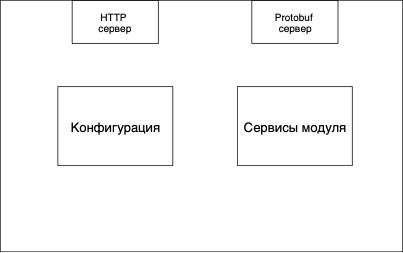 HTTP
сервер
Protobuf
сервер
Конфигурация
Сервисы модуля